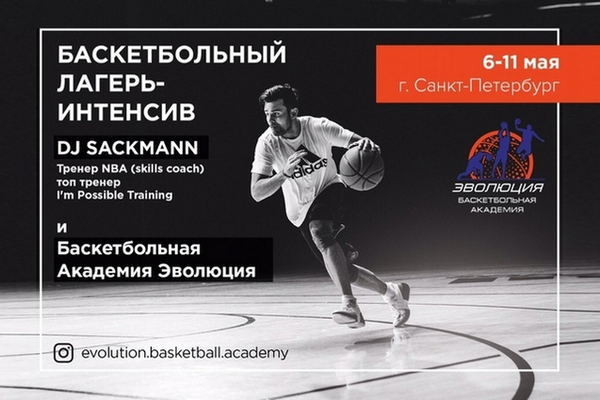 БАСКЕТБОЛЬНЫЙ
ЛАГЕРЬ-
ИНТЕНСИВ
DJ SACKMANN
Тренер NBA (skills coach)
топ тренер
I'm Possible Training
и
Баскетбольная
Академия Эволюция
evolution.basketball.academy
6-11 мая
г. Санкт-Петербург
ЭВОЛЮЦИЯ
БАСКЕТБОЛЬНАЯ
АКАДЕМИЯ
adidas